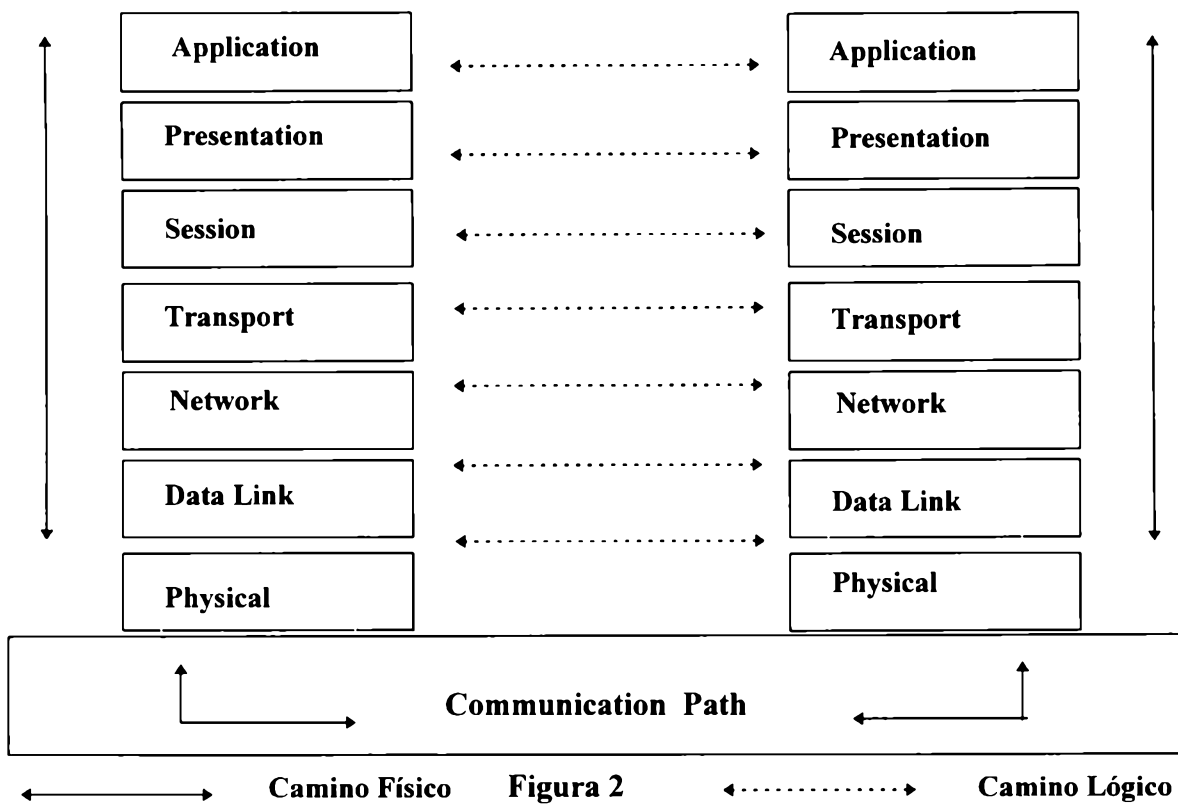 Application Application
Presentation Presentation
Session Session
Transport Transport
Network Network
Data Link Data Link
Physical Physical
Communication Path
Camino Físico Figura 2 Camino Lógico